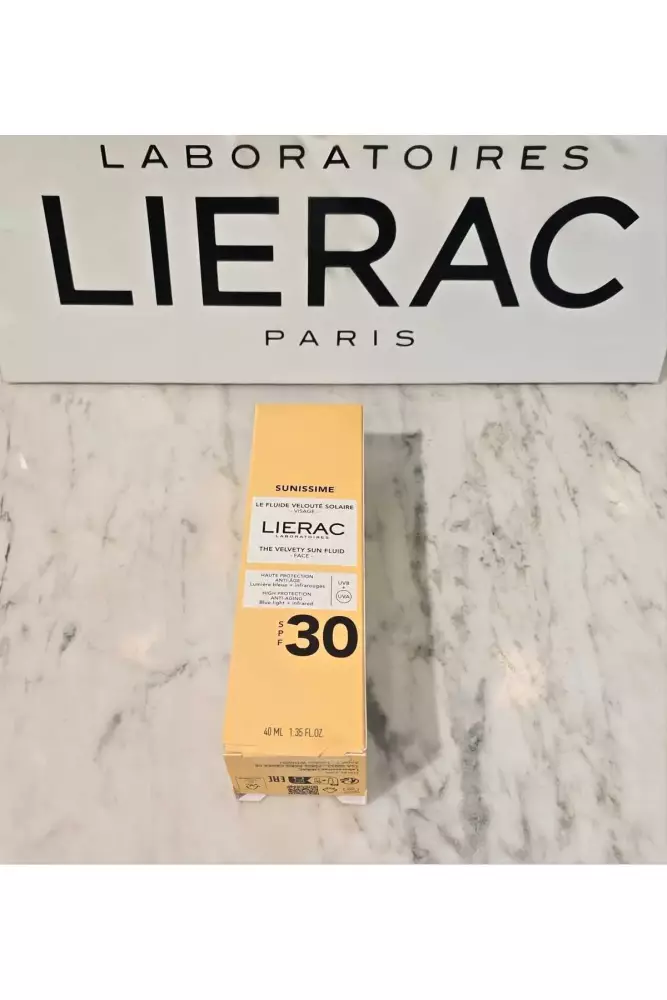 LABORATOIRES
LIERAC
PARIS
SUNISSIME
LE FLUIDE VELOUTÉ SOLAIRE
- VISAGE -
LIERAC
LABORATOIRES
THE VELVETY SUN FLUID
- FACE -
HAUTE PROTECTION
ANTI-ÂGE
Lumière bleue + infrarouges
HIGH PROTECTION
ANTI-AGING
Blue light + infrared
UVB
+
UVA
SPF 30
40 ML 1.35 FL.OZ.
EAC